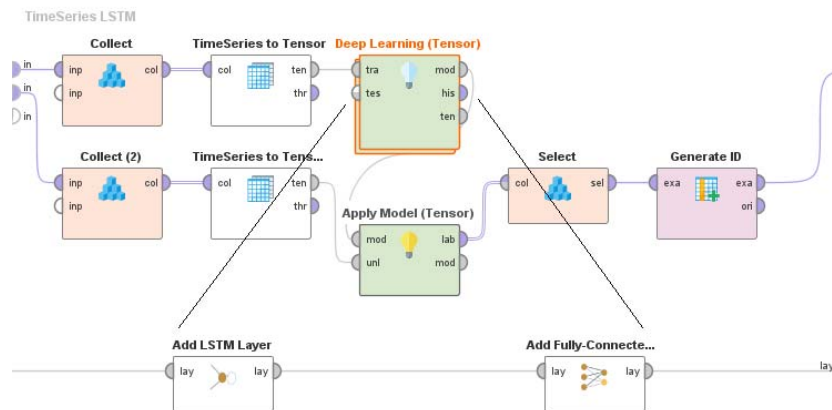 TimeSeries LSTM
Collect
TimeSeries to Tensor
Deep Learning (Tensor)
in
inp
col
col
ten
tra
mod
in
inp
thr
tes
his
in
ten
Collect (2)
TimeSeries to Tens...
Select
Generate ID
inp
col
col
ten
col
sel
exa
exa
inp
thr
ori
Apply Model (Tensor)
mod
lab
unl
mod
Add LSTM Layer
Add Fully-Connecte...
lay
lay
lay
lay
lay